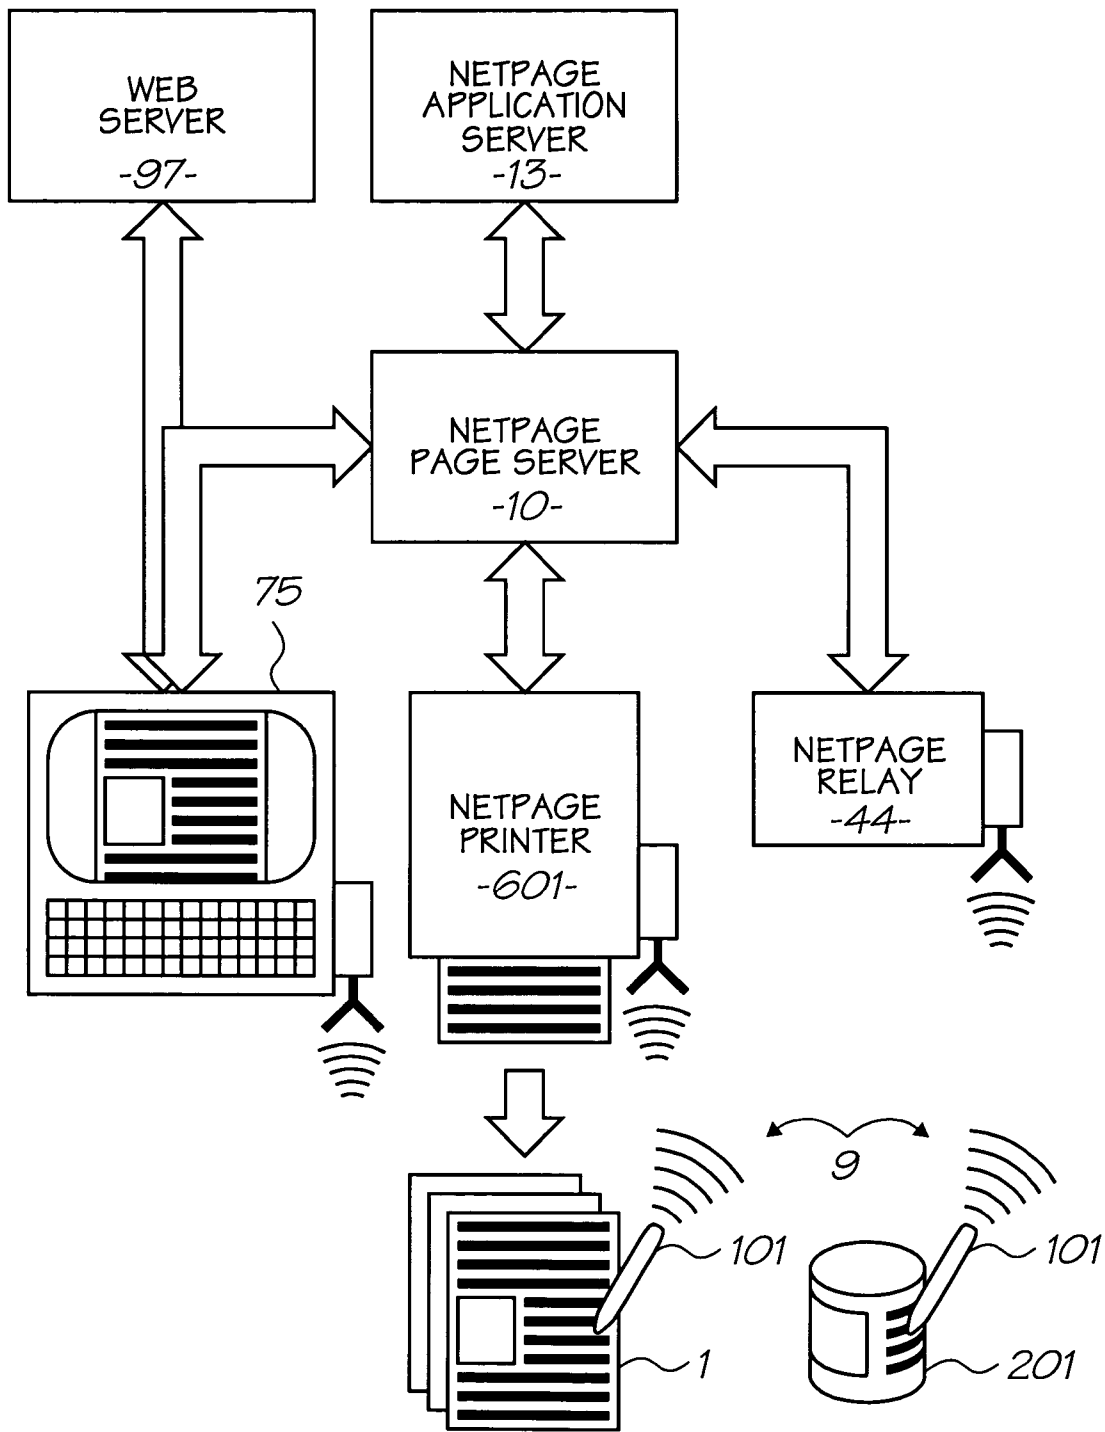 WEB
SERVER
-97-
NETPAGE
APPLICATION
SERVER
-13-
NETPAGE
PAGE SERVER
-10-
75
NETPAGE
PRINTER
-601-
NETPAGE
RELAY
-44-
9
101
101
1
201